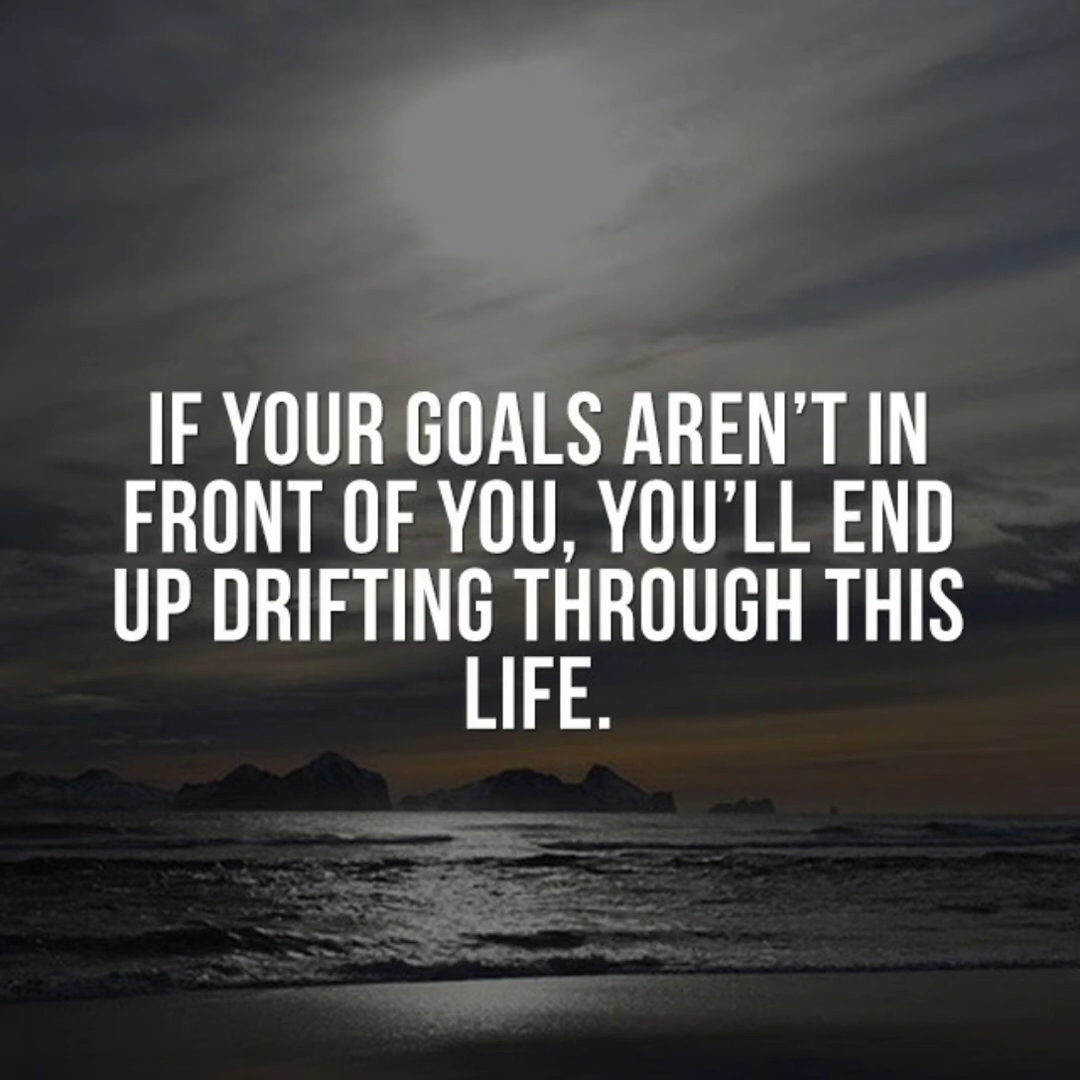 IF YOUR GOALS AREN’T IN
FRONT OF YOU, YOU’LL END
UP DRIFTING THROUGH THIS
LIFE.